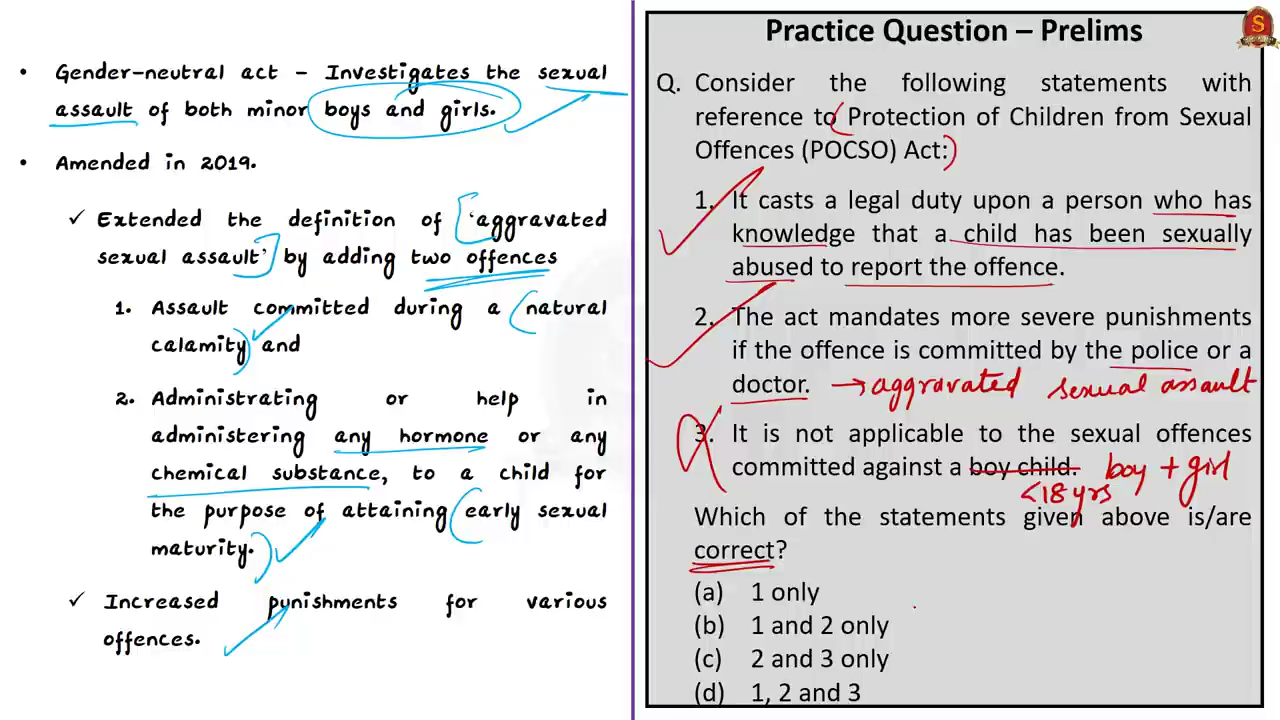 • Gender-neutral act – Investigates the sexual
assault of both minor boys and girls.
• Amended in 2019.
✓ Extended the definition of 'aggravated
sexual assault' by adding two offences
1. Assault committed during a natural
calamity and
2. Administrating or help in
administering any hormone or any
chemical substance, to a child for
the purpose of attaining early sexual
maturity.
✓ Increased punishments for various
offences.
Practice Question – Prelims
Q. Consider the following statements with
reference to Protection of Children from Sexual
Offences (POCSO) Act:
1. It casts a legal duty upon a person who has
knowledge that a child has been sexually
abused to report the offence.
2. The act mandates more severe punishments
if the offence is committed by the police or a
doctor. → aggravated sexual assault
3. It is not applicable to the sexual offences
committed against a boy child. boy + girl
<18 yrs
Which of the statements given above is/are
correct?
(a) 1 only
(b) 1 and 2 only
(c) 2 and 3 only
(d) 1, 2 and 3